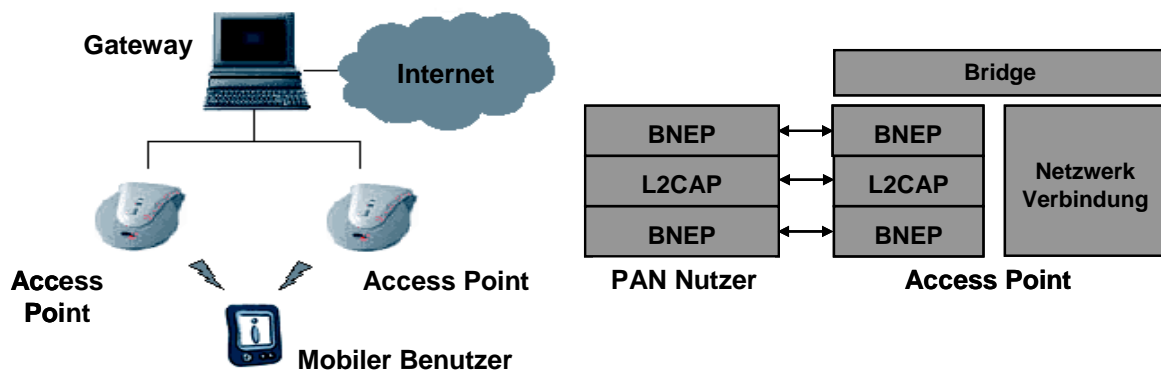 Gateway
Internet
Access
Point
Access Point
Mobiler Benutzer
Bridge
BNEP
BNEP
L2CAP
L2CAP
Netzwerk
Verbindung
BNEP
BNEP
PAN Nutzer
Access Point